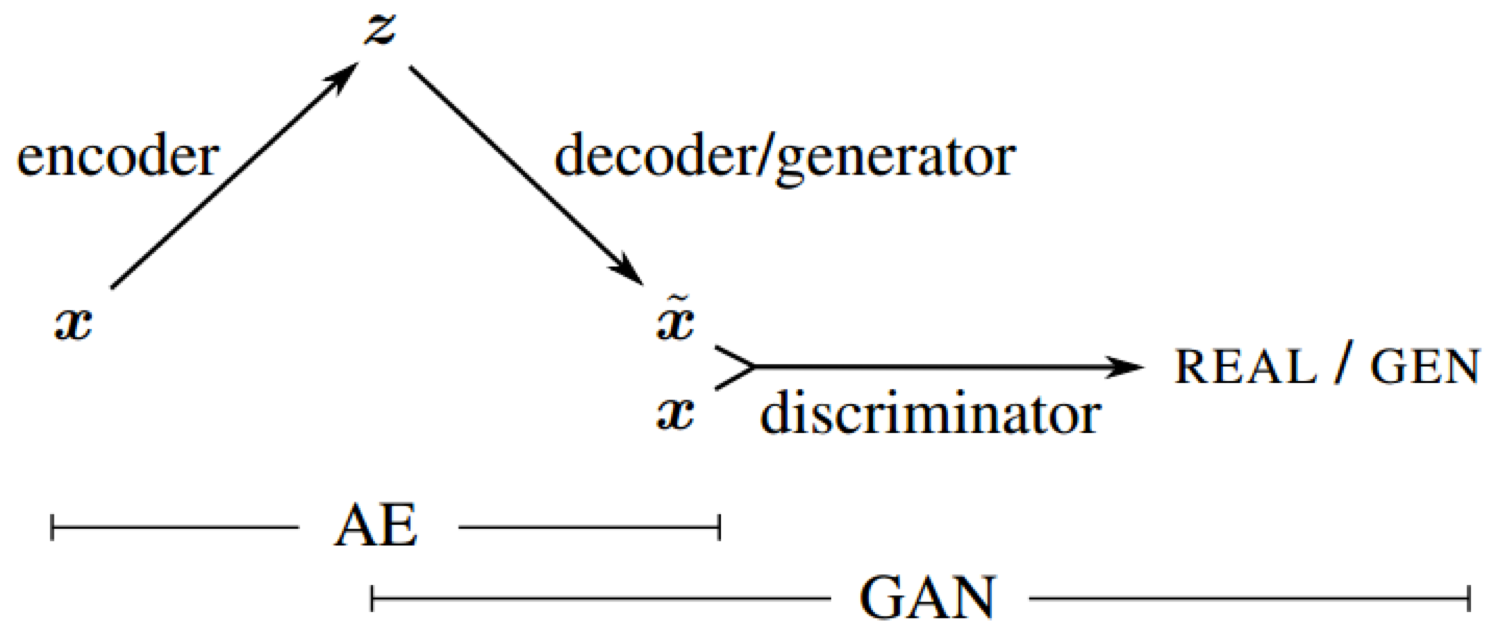 z
encoder
decoder/generator
x
x̃
x
REAL / GEN
discriminator
AE
GAN